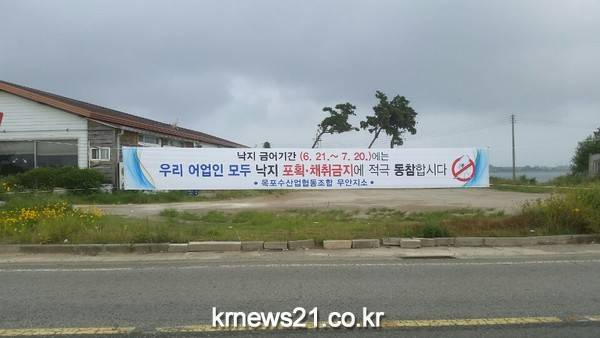 낙지 금어기간 (6. 21.~ 7. 20.)에는
우리 어업인 모두 낙지 포획·채취금지에 적극 동참합시다
• 목포수산업협동조합 무안지소 •
krnews21.co.kr